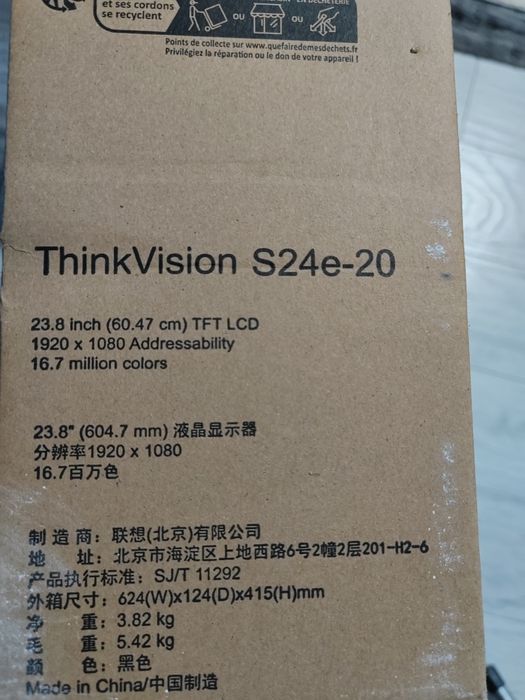 et ses cordons
se recyclent
OU
OU
Points de collecte sur www.quefairedemesdechets.fr
Privilégiez la réparation ou le don de votre appareil !
ThinkVision S24e-20
23.8 inch (60.47 cm) TFT LCD
1920 x 1080 Addressability
16.7 million colors
23.8" (604.7 mm) 液晶显示器
分辨率1920 x 1080
16.7百万色
制 造 商：联想(北京)有限公司
地 址：北京市海淀区上地西路6号2幢2层201-H2-6
产品执行标准：SJ/T 11292
外箱尺寸：624(W)x124(D)x415(H)mm
净 重：3.82 kg
毛 重：5.42 kg
颜 色：黑色
Made in China/中国制造